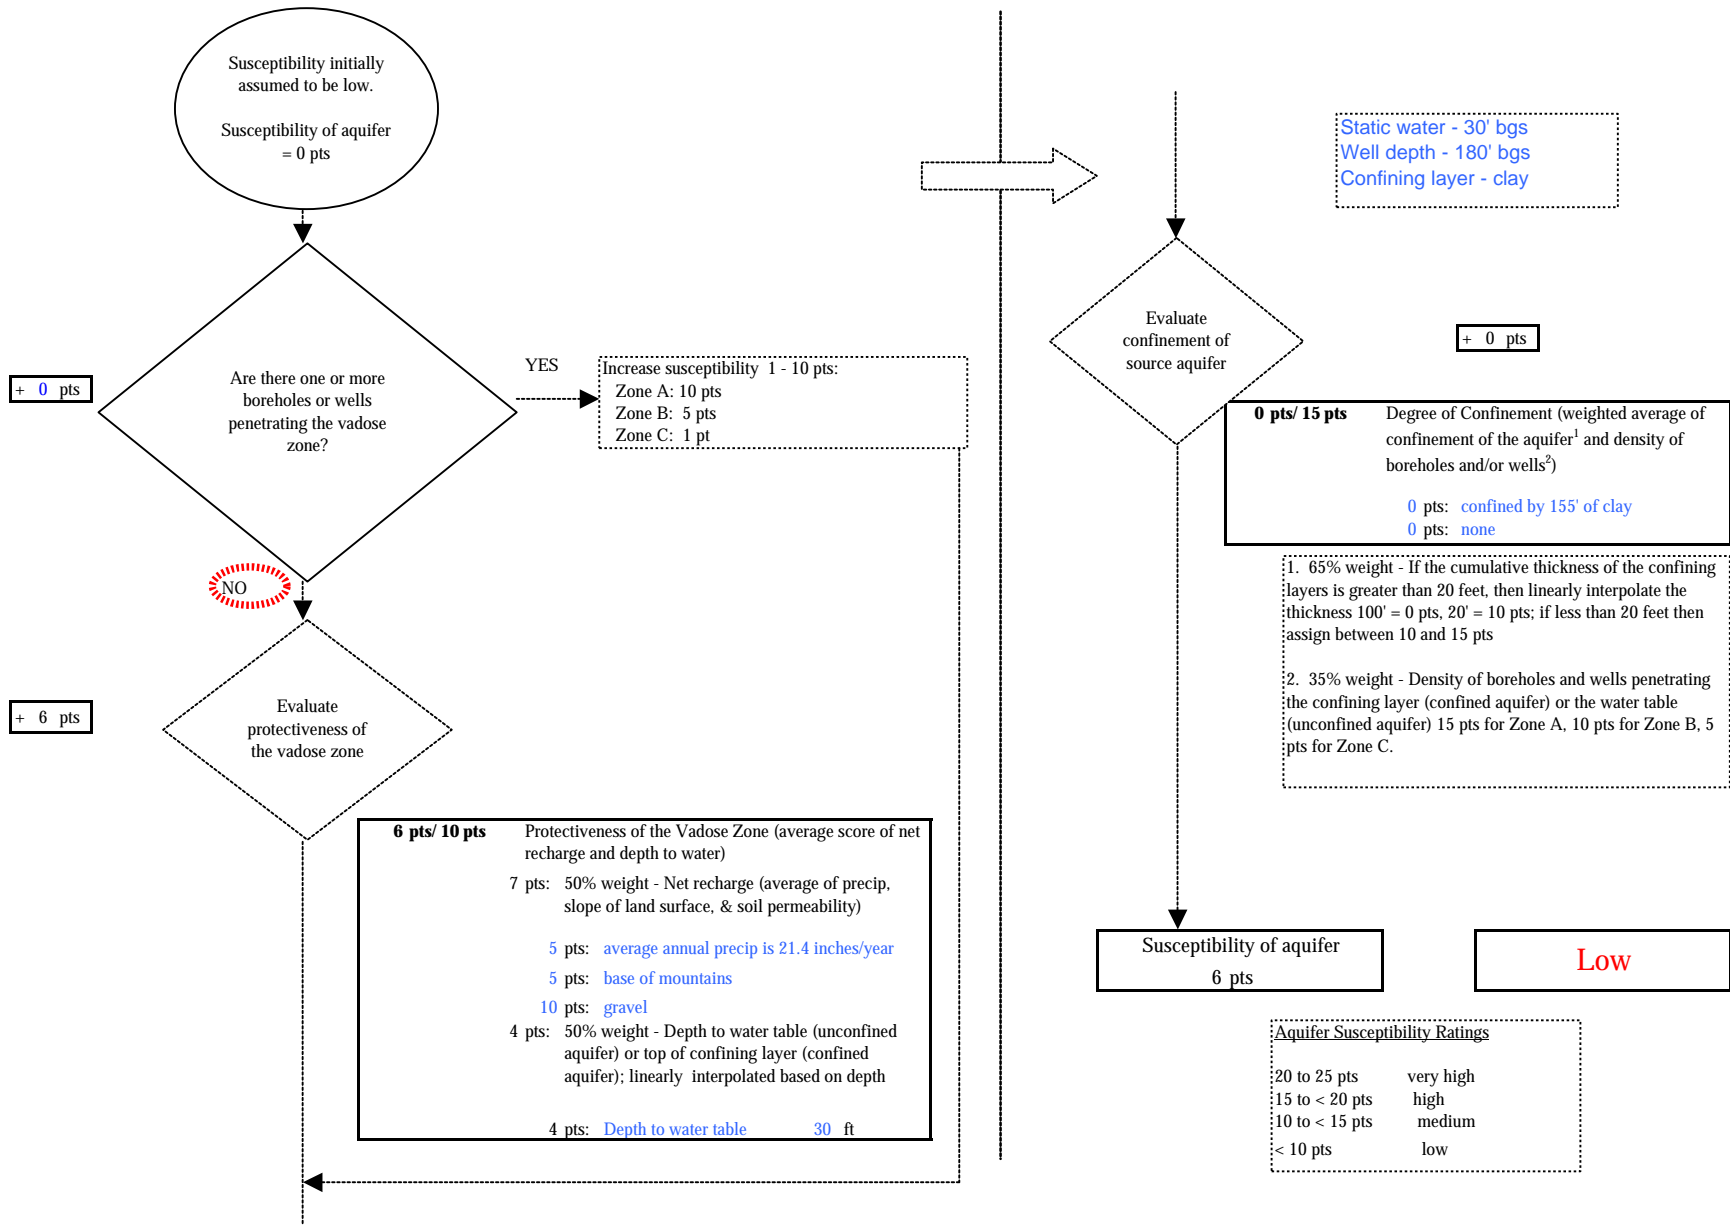 Susceptibility initially
assumed to be low.
Susceptibility of aquifer
= 0 pts
+ 0 pts
Are there one or more
boreholes or wells
penetrating the vadose
zone?
YES
Increase susceptibility 1 - 10 pts:
Zone A: 10 pts
Zone B: 5 pts
Zone C: 1 pt
NO
+ 6 pts
Evaluate
protectiveness of
the vadose zone
6 pts/ 10 pts Protectiveness of the Vadose Zone (average score of net
recharge and depth to water)
7 pts: 50% weight - Net recharge (average of precip,
slope of land surface, & soil permeability)
5 pts: average annual precip is 21.4 inches/year
5 pts: base of mountains
10 pts: gravel
4 pts: 50% weight - Depth to water table (unconfined
aquifer) or top of confining layer (confined
aquifer); linearly interpolated based on depth
4 pts: Depth to water table 30 ft
Static water - 30' bgs
Well depth - 180' bgs
Confining layer - clay
Evaluate
confinement of
source aquifer
+ 0 pts
0 pts/ 15 pts Degree of Confinement (weighted average of
confinement of the aquifer1 and density of
boreholes and/or wells2)
0 pts: confined by 155' of clay
0 pts: none
1. 65% weight - If the cumulative thickness of the confining
layers is greater than 20 feet, then linearly interpolate the
thickness 100' = 0 pts, 20' = 10 pts; if less than 20 feet then
assign between 10 and 15 pts
2. 35% weight - Density of boreholes and wells penetrating
the confining layer (confined aquifer) or the water table
(unconfined aquifer) 15 pts for Zone A, 10 pts for Zone B, 5
pts for Zone C.
Susceptibility of aquifer
6 pts
Low
Aquifer Susceptibility Ratings
20 to 25 pts very high
15 to < 20 pts high
10 to < 15 pts medium
< 10 pts low